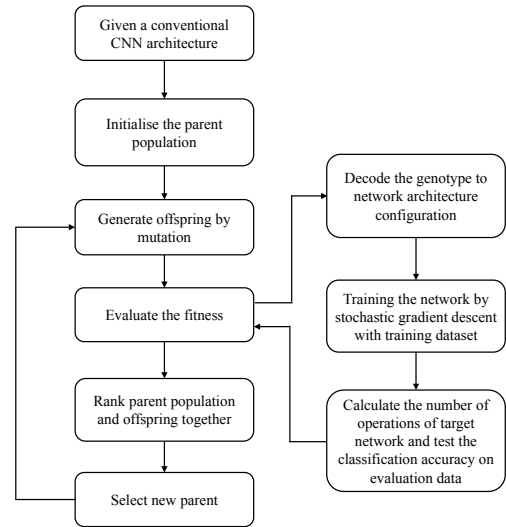 Given a conventional
CNN architecture
Initialise the parent
population
Generate offspring by
mutation
Evaluate the fitness
Rank parent population
and offspring together
Select new parent
Decode the genotype to
network architecture
configuration
Training the network by
stochastic gradient descent
with training dataset
Calculate the number of
operations of target
network and test the
classification accuracy on
evaluation data